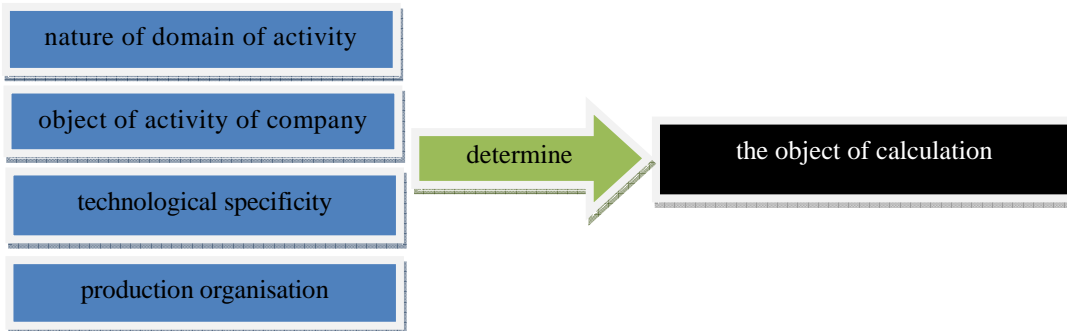 nature of domain of activity
object of activity of company
technological specificity
production organisation
determine
the object of calculation